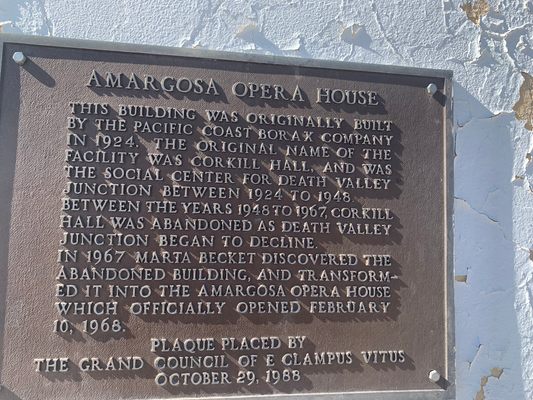 AMARGOSA OPERA HOUSE
THIS BUILDING WAS ORIGINALLY BUILT
BY THE PACIFIC COAST BORAX COMPANY
IN 1924. THE ORIGINAL NAME OF THE
FACILITY WAS CORKILL HALL, AND WAS
THE SOCIAL CENTER FOR DEATH VALLEY
JUNCTION BETWEEN 1924 TO 1948.
BETWEEN THE YEARS 1948 TO 1967, CORKILL
HALL WAS ABANDONED AS DEATH VALLEY
JUNCTION BEGAN TO DECLINE.
IN 1967 MARTA BECKET DISCOVERED THE
ABANDONED BUILDING, AND TRANSFORM-
ED IT INTO THE AMARGOSA OPERA HOUSE
WHICH OFFICIALLY OPENED FEBRUARY
10, 1968.
PLAQUE PLACED BY
THE GRAND COUNCIL OF E CLAMPUS VITUS
OCTOBER 29, 1988